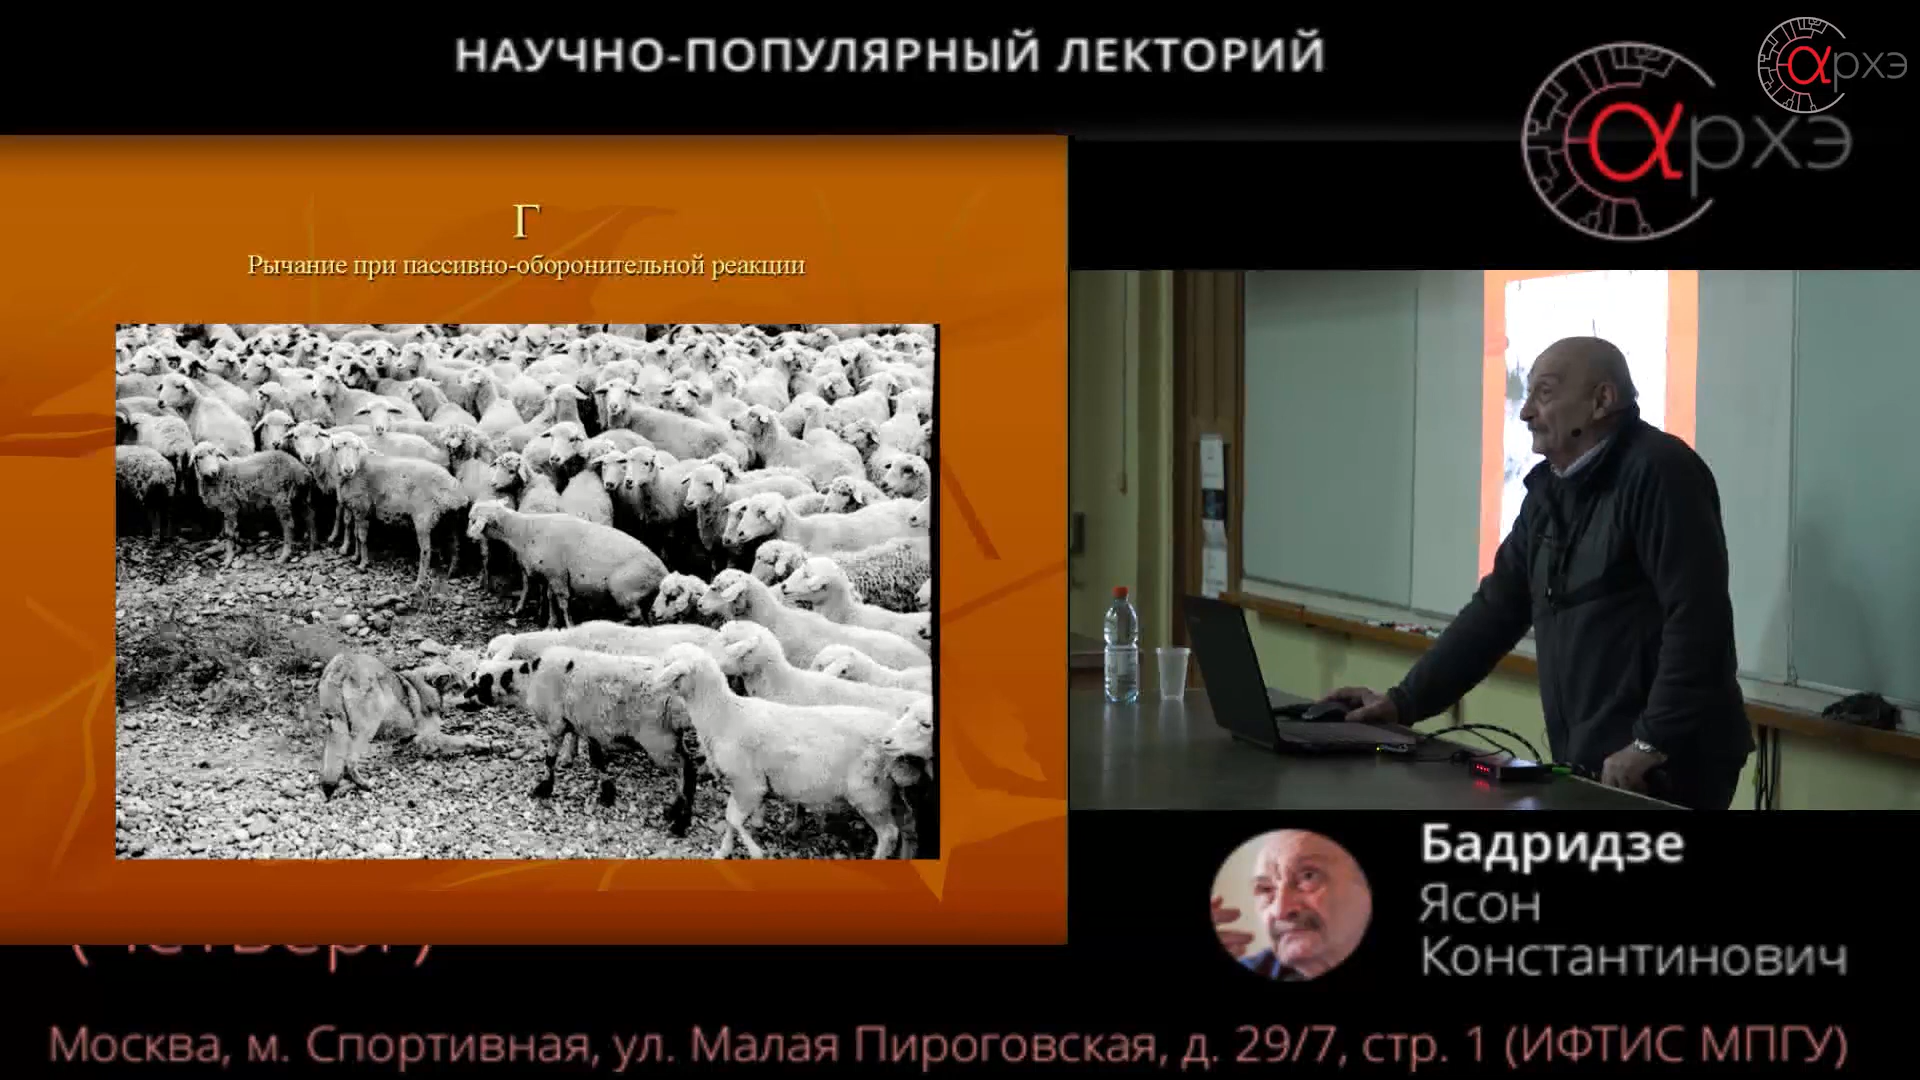 НАУЧНО-ПОПУЛЯРНЫЙ ЛЕКТОРИЙ
αрхэ
αрхэ
Г
Рычание при пассивно-оборонительной реакции
Бадридзе
Ясон
Константинович
(четверг)
Москва, м. Спортивная, ул. Малая Пироговская, д. 29/7, стр. 1 (ИФТИС МПГУ)